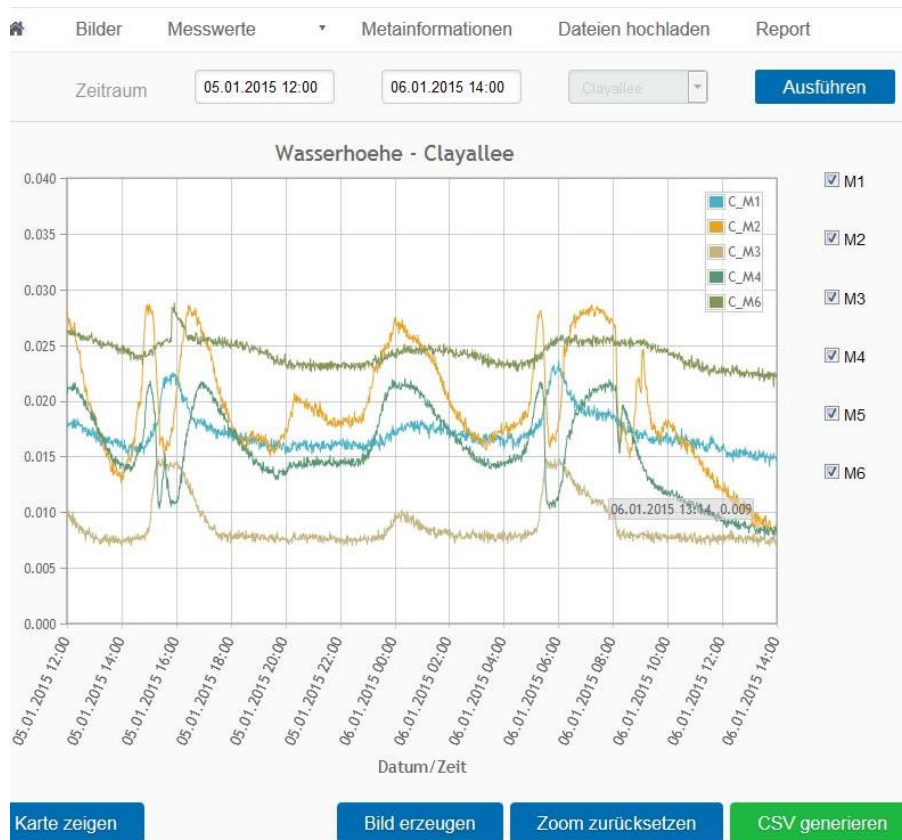 Bilder Messwerte Metainformationen Dateien hochladen Report
Zeitraum 05.01.2015 12:00 06.01.2015 14:00 Clayallee Ausführen
Wasserhoehe - Clayallee
0.040
0.035
0.030
0.025
0.020
0.015
0.010
0.005
0.000
C_M1
C_M2
C_M3
C_M4
C_M6
M1
M2
M3
M4
M5
M6
06.01.2015 13:14, 0.009
05.01.2015 12:00
05.01.2015 14:00
05.01.2015 16:00
05.01.2015 18:00
05.01.2015 20:00
05.01.2015 22:00
06.01.2015 00:00
06.01.2015 02:00
06.01.2015 04:00
06.01.2015 06:00
06.01.2015 08:00
06.01.2015 10:00
06.01.2015 12:00
06.01.2015 14:00
Datum/Zeit
Karte zeigen Bild erzeugen Zoom zurücksetzen CSV generieren